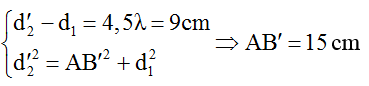 d′₂ - d₁ = 4,5λ = 9cm
d′₂² = AB′² + d₁² ⇒ AB′ = 15 cm